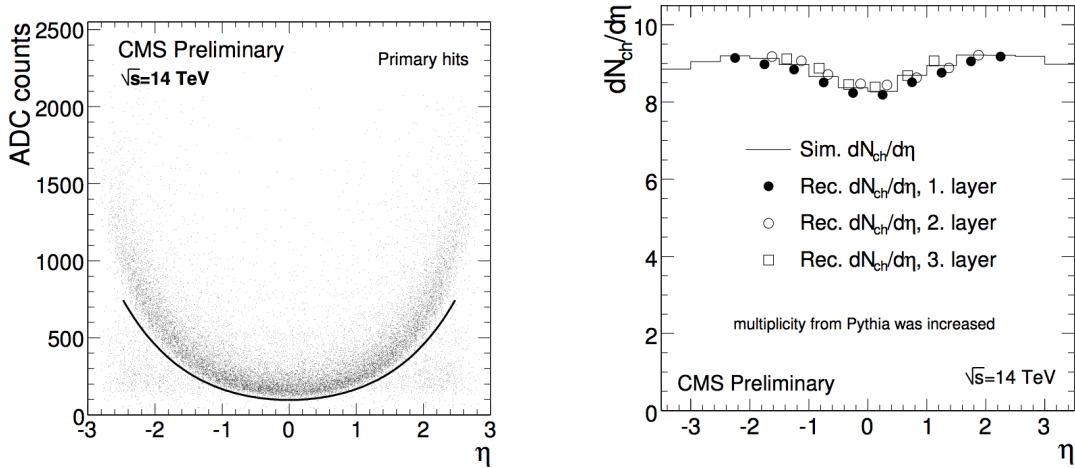 2500
2000
1500
1000
500
0
ADC counts
CMS Preliminary
√s=14 TeV
Primary hits
-3
-2
-1
0
1
2
3
η
10
8
6
4
2
0
dN_ch/dη
Sim. dN_ch/dη
Rec. dN_ch/dη, 1. layer
Rec. dN_ch/dη, 2. layer
Rec. dN_ch/dη, 3. layer
multiplicity from Pythia was increased
CMS Preliminary
√s=14 TeV
-3
-2
-1
0
1
2
3
η